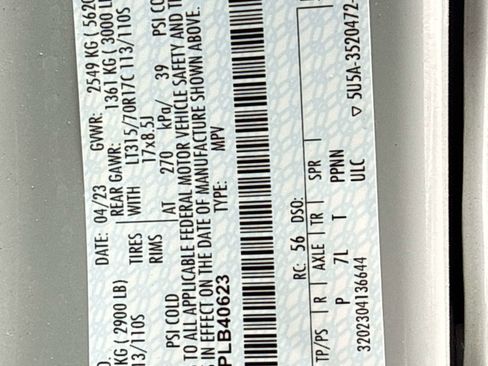 O.
DATE: 04/23 GVWR: 2549 KG ( 5620
KG ( 2900 LB) REAR GAWR: 1361 KG ( 3000 L
13/110S TIRES WITH LT315/70R17C 113/110S
RIMS 17x8.5J
PSI COLD AT 270 kPa/ 39 PSI CO
TO ALL APPLICABLE FEDERAL MOTOR VEHICLE SAFETY AND T
IN EFFECT ON THE DATE OF MANUFACTURE SHOWN ABOVE.
PLB40623 TYPE: MPV
RC: 56 DSO:
TP/PS R AXLE TR SPR
P 7L T PPNN
3202304136644 ULC
▽ 5U5A-3520472-